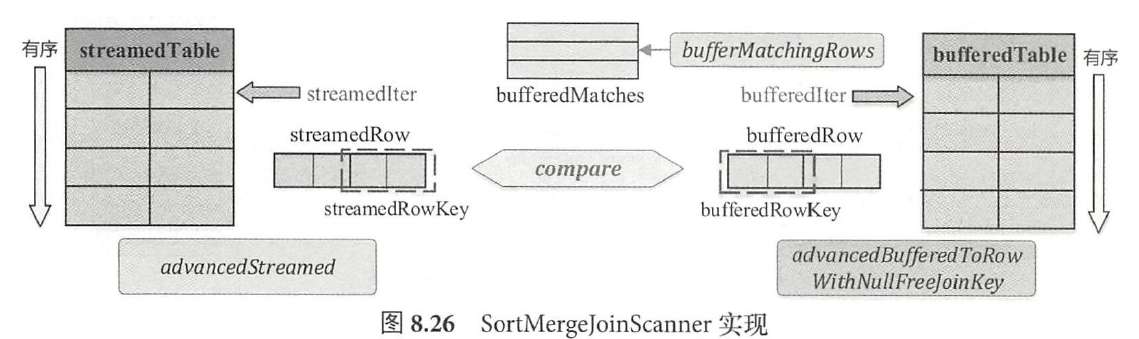 有序
streamedTable
streamedIter
bufferedMatches
bufferMatchingRows
bufferedIter
bufferedTable
有序
streamedRow
streamedRowKey
compare
bufferedRow
bufferedRowKey
advancedStreamed
advancedBufferedToRow
WithNullFreeJoinKey
图 8.26 SortMergeJoinScanner 实现